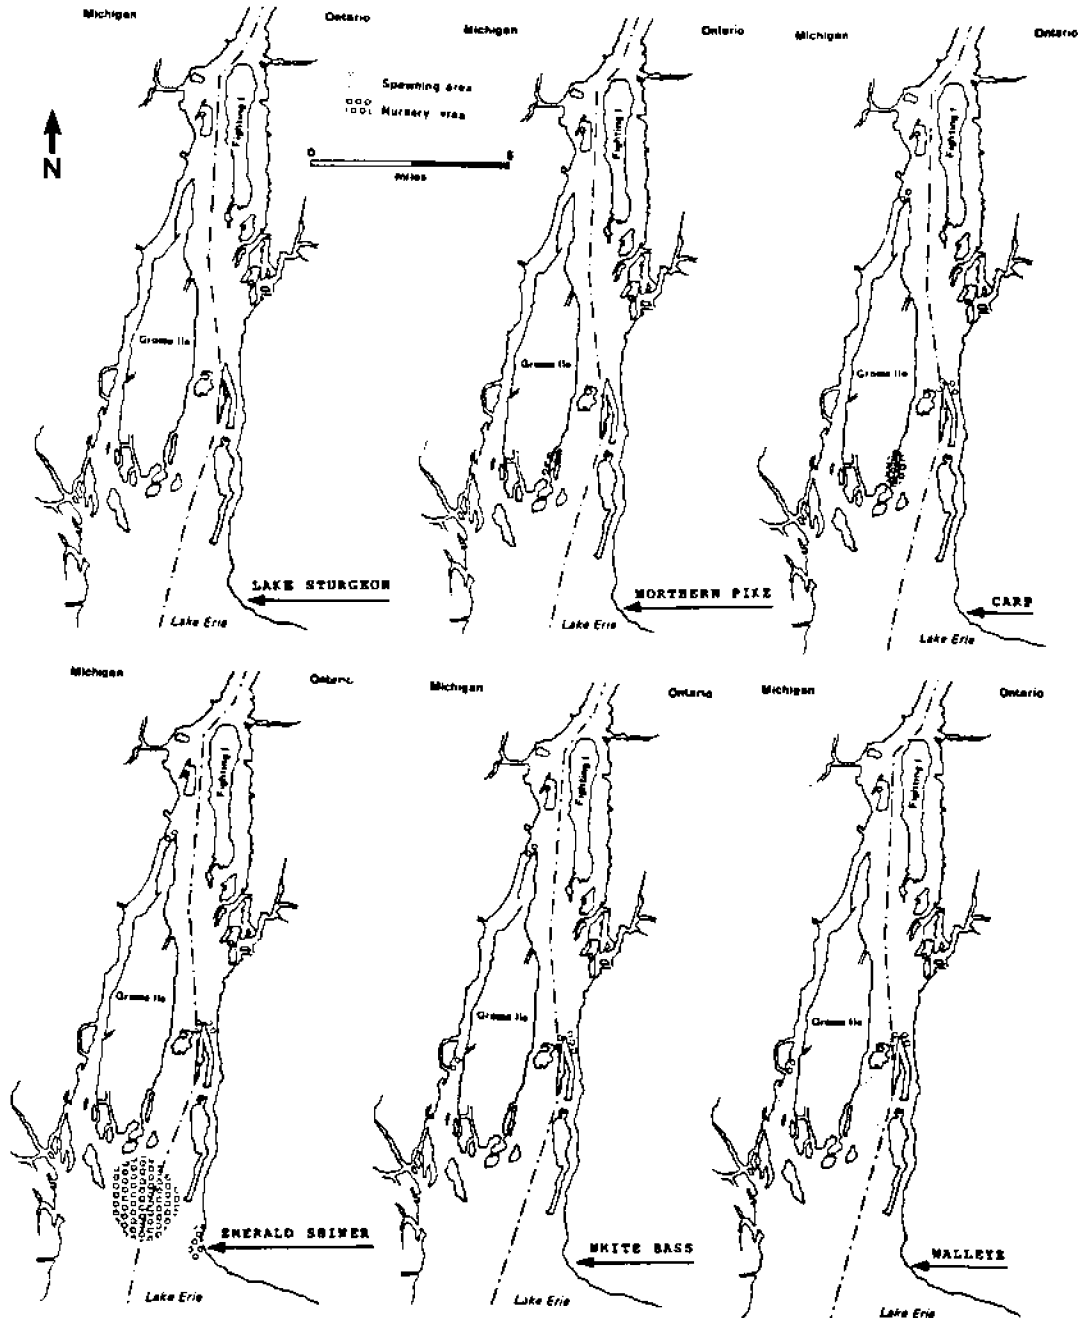 Michigan
Ontario
Spawning area
Nursery area
N
0
miles
Fighting I
Grosse Ile
LAKE STURGEON
Lake Erie
Michigan
Ontario
Fighting I
Grosse Ile
NORTHERN PIKE
Lake Erie
Michigan
Ontario
Fighting I
Grosse Ile
CARP
Lake Erie
Michigan
Ontario
Fighting I
Grosse Ile
EMERALD SHINER
Lake Erie
Michigan
Ontario
Fighting I
Grosse Ile
WHITE BASS
Lake Erie
Michigan
Ontario
Fighting I
Grosse Ile
WALLEYE
Lake Erie